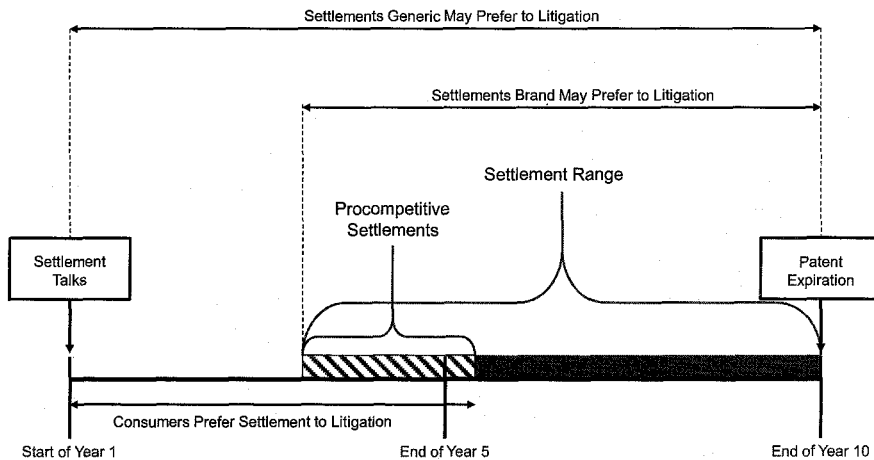 Settlements Generic May Prefer to Litigation
Settlements Brand May Prefer to Litigation
Settlement Range
Procompetitive
Settlements
Settlement
Talks
Patent
Expiration
Consumers Prefer Settlement to Litigation
Start of Year 1
End of Year 5
End of Year 10